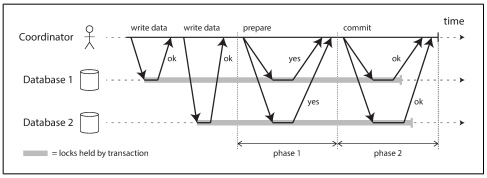 time
write data write data prepare commit
Coordinator
ok ok yes ok
Database 1
yes ok
Database 2
= locks held by transaction
phase 1 phase 2